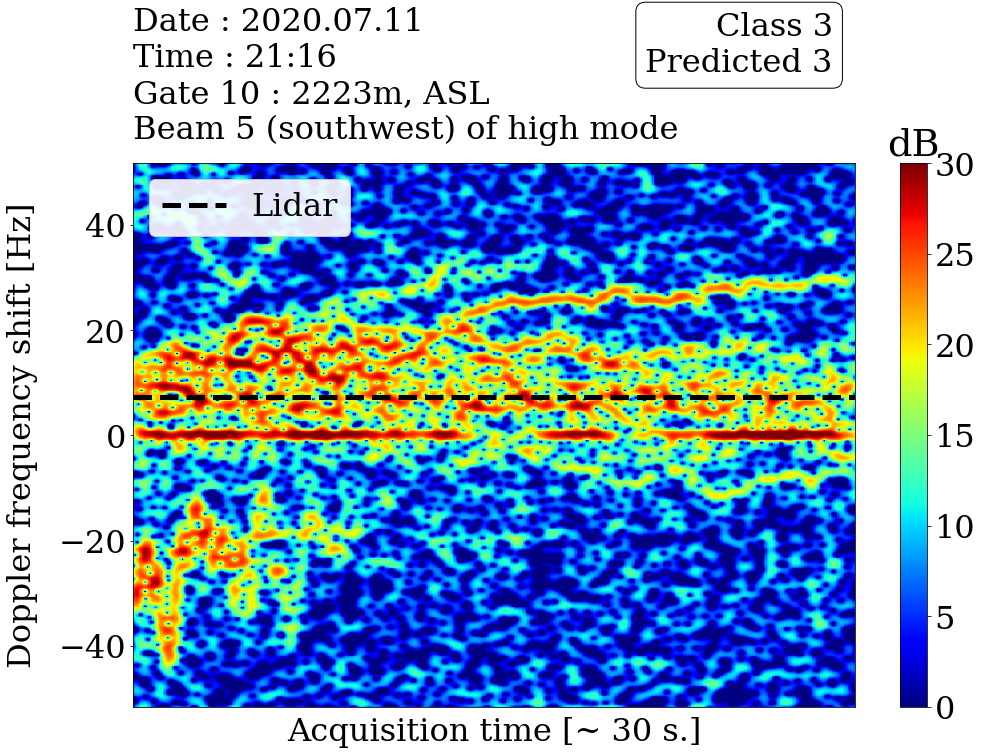 Date : 2020.07.11
Time : 21:16
Gate 10 : 2223m, ASL
Beam 5 (southwest) of high mode
Class 3
Predicted 3
dB
Lidar
Doppler frequency shift [Hz]
40
20
0
−20
−40
30
25
20
15
10
5
0
Acquisition time [~ 30 s.]